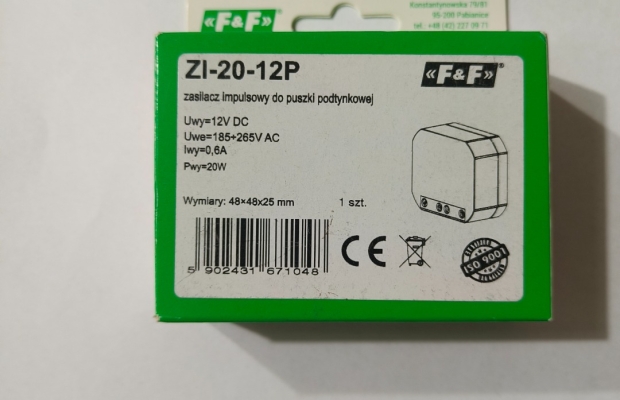 «F&F»
Konstantynowska 79/81
95-200 Pabianice
tel.: +48 (42) 227 09 71
ZI-20-12P
«F&F»®
zasilacz impulsowy do puszki podtynkowej
Uwy=12V DC
Uwe=185÷265V AC
Iwy=0,6A
Pwy=20W
Wymiary: 48×48x25 mm
1 szt.
CE
ISO 9001
5 902431 671048